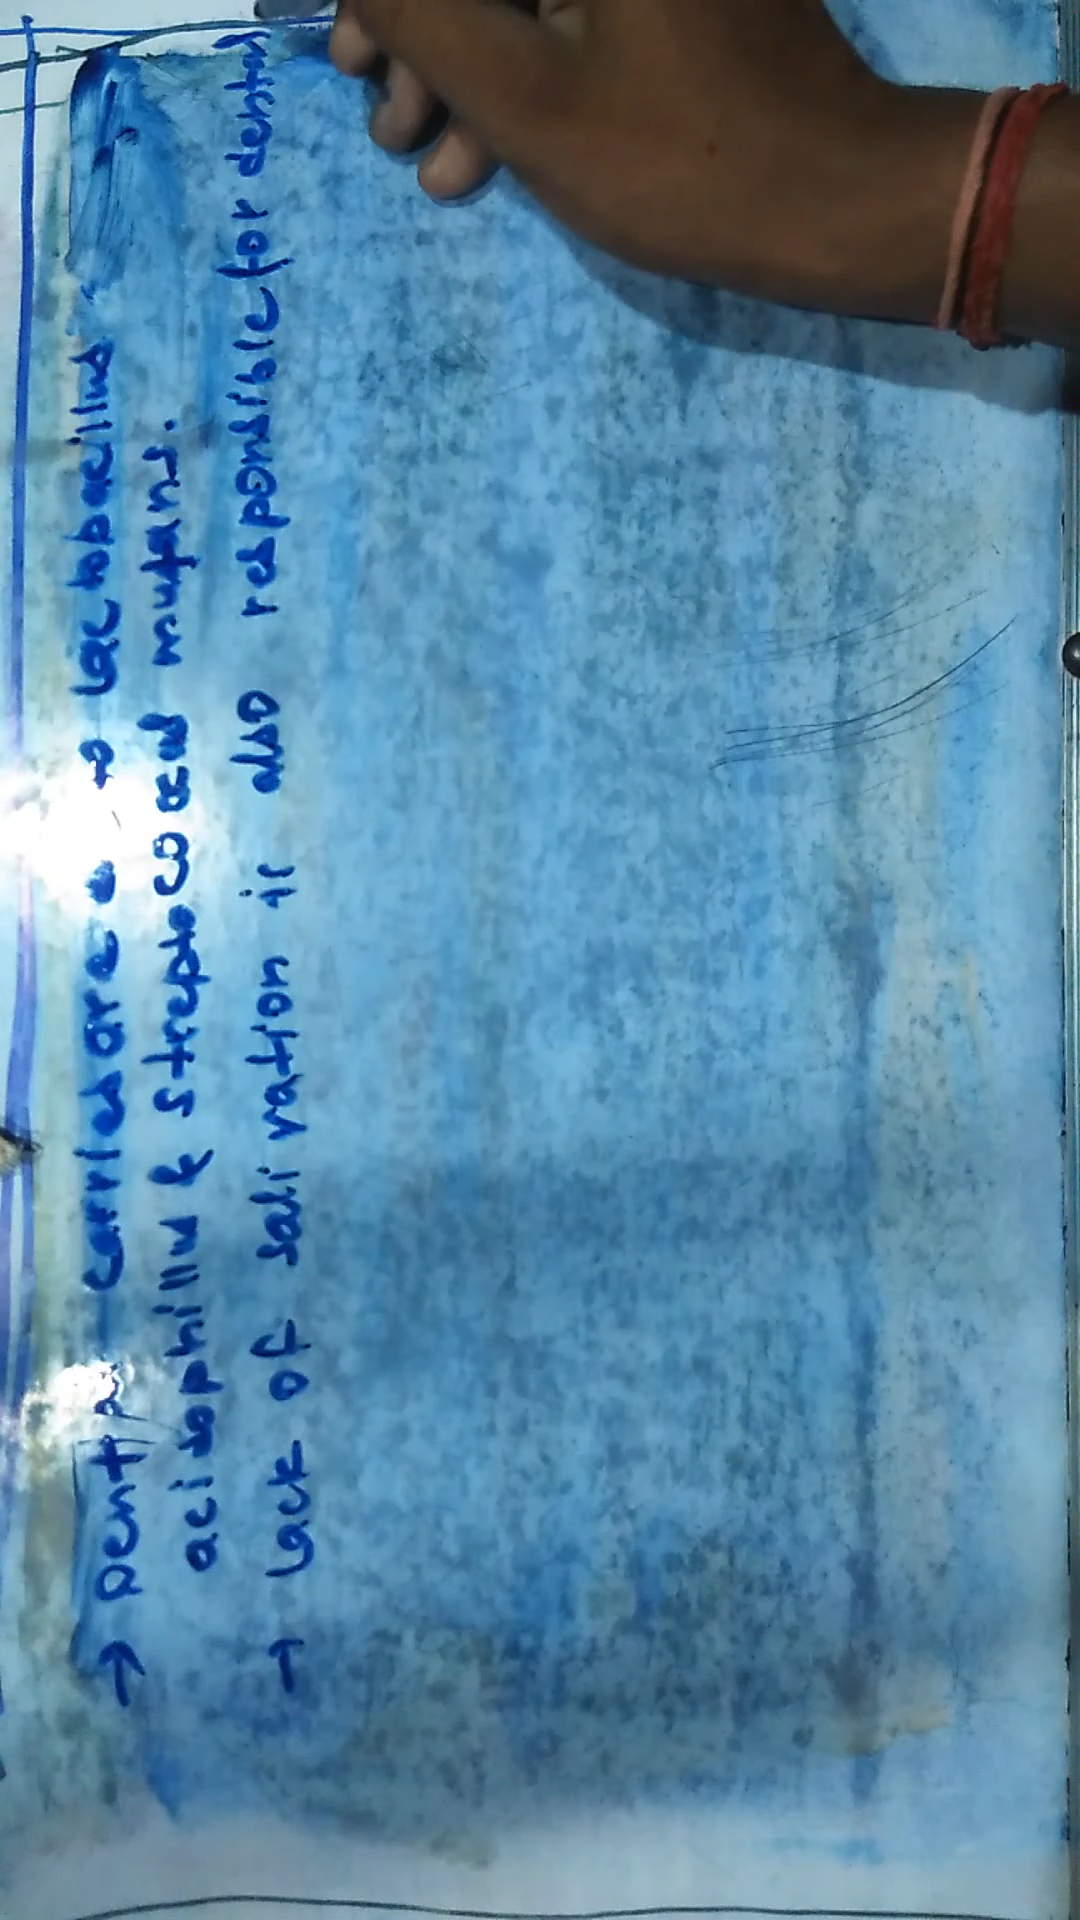 → Dental carries are → lactobacillus
acidophillus & streptococcus mutans.
→ Lack of salivation is also responsible for dental